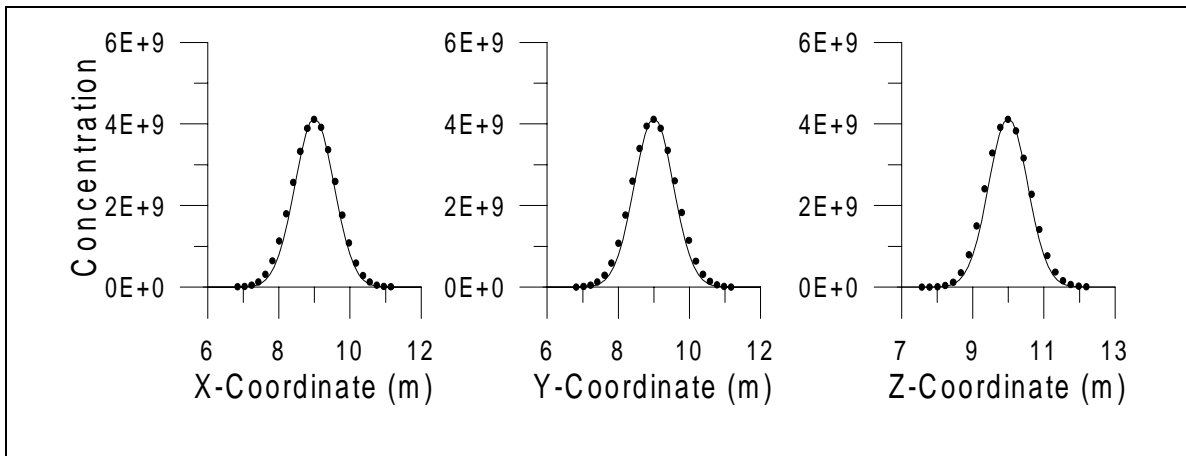 6E+9
4E+9
2E+9
0E+0
Concentration
6 8 10 12
X-Coordinate (m)
6E+9
4E+9
2E+9
0E+0
6 8 10 12
Y-Coordinate (m)
6E+9
4E+9
2E+9
0E+0
7 9 11 13
Z-Coordinate (m)